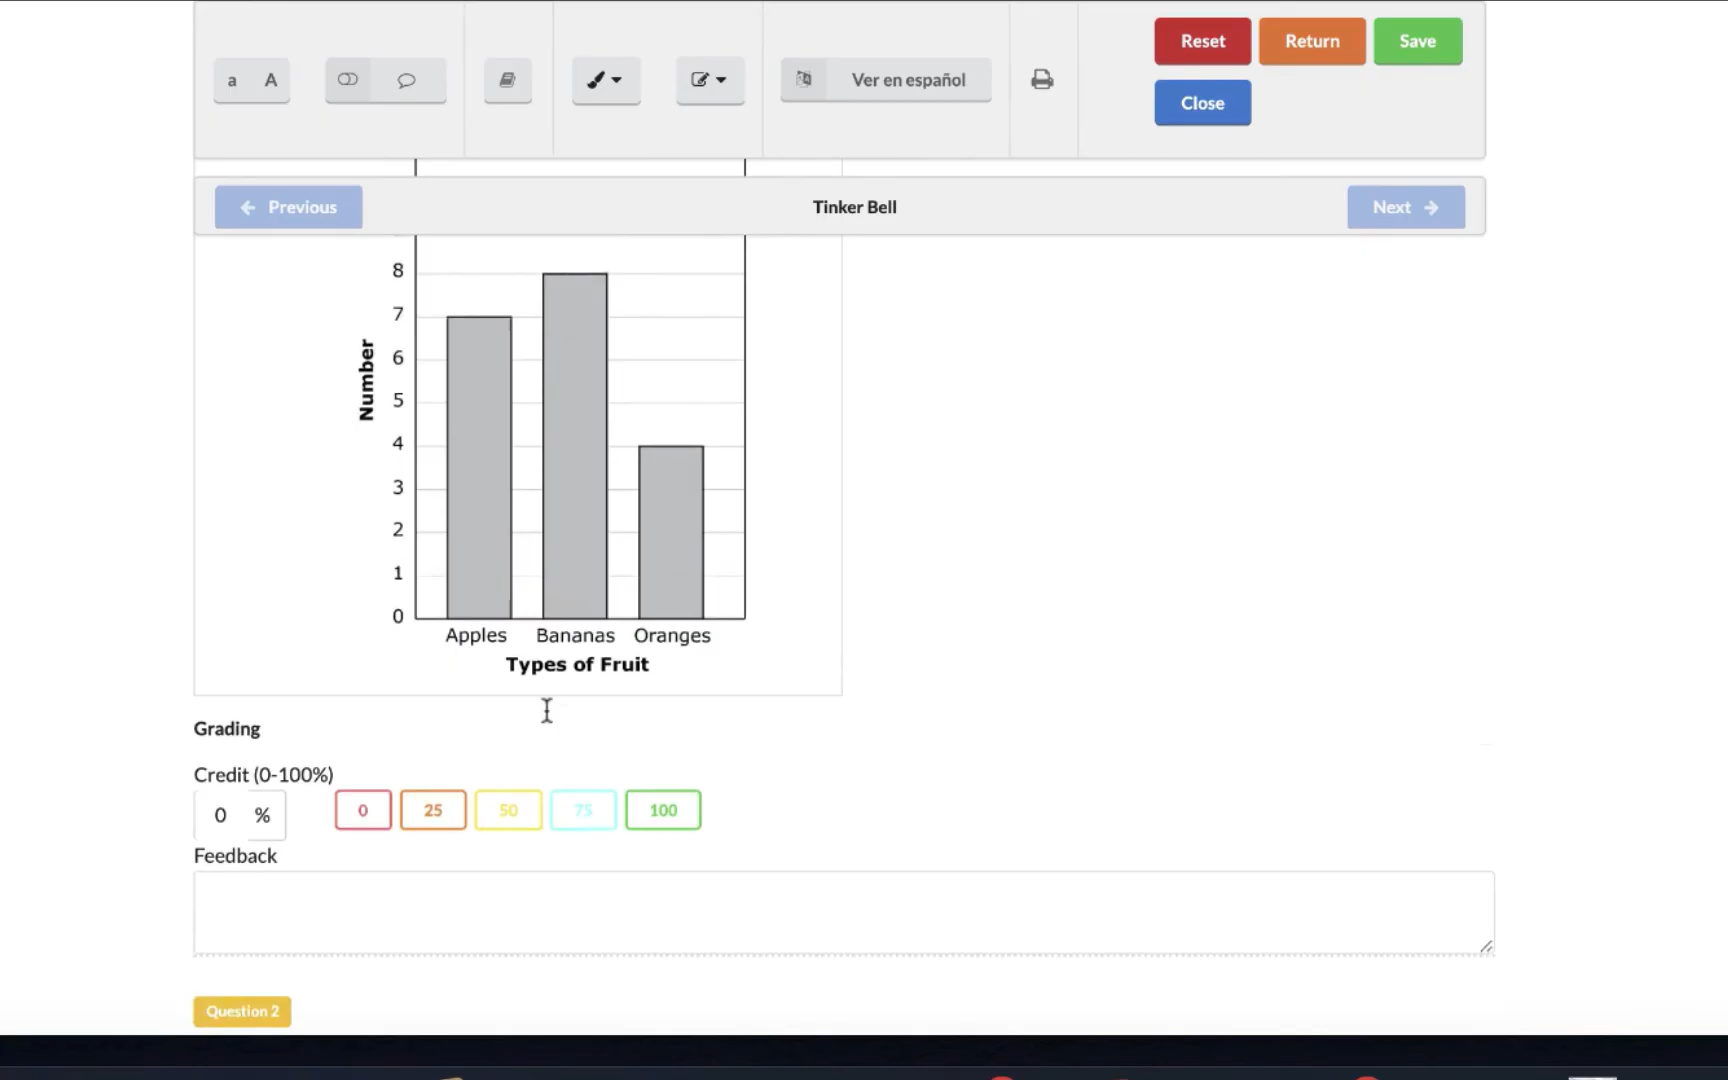 a A
Ver en español
Reset
Return
Save
Close
Previous
Tinker Bell
Next
8
7
6
5
4
3
2
1
0
Number
Apples Bananas Oranges
Types of Fruit
Grading
Credit (0-100%)
0 %
0 25 50 75 100
Feedback
Question 2